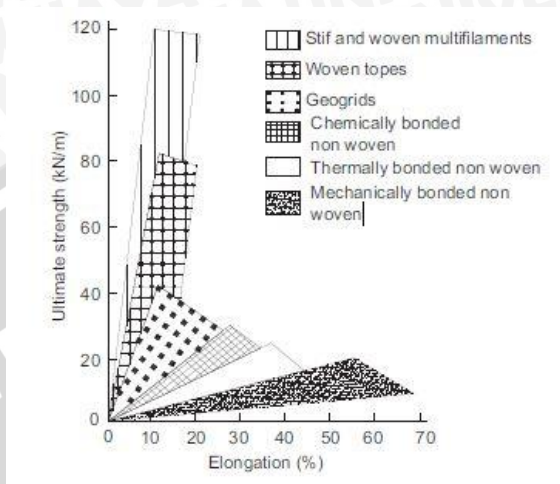 120
100
80
60
40
20
0
Ultimate strength (kN/m)
0 10 20 30 40 50 60 70
Elongation (%)
Stif and woven multifilaments
Woven topes
Geogrids
Chemically bonded
non woven
Thermally bonded non woven
Mechanically bonded non
woven